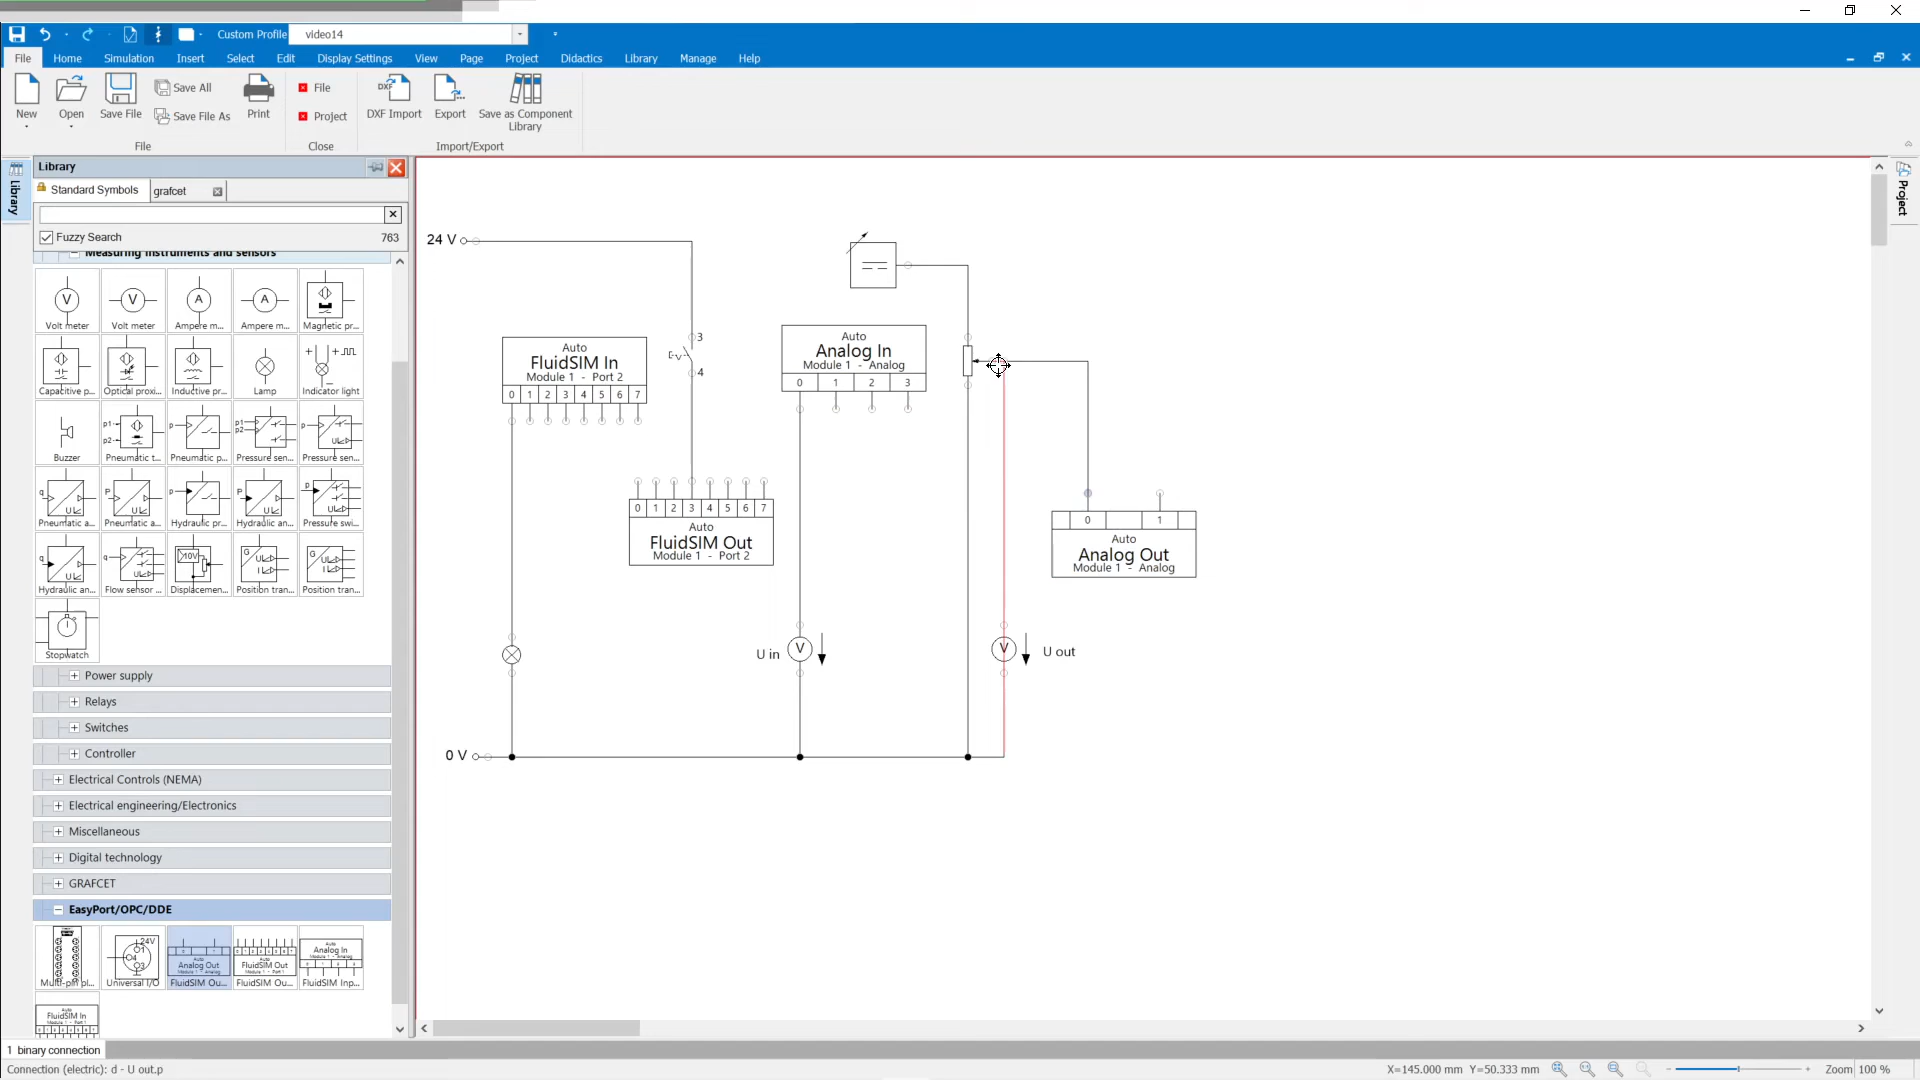 Custom Profile video14
File Home Simulation Insert Select Edit Display Settings View Page Project Didactics Library Manage Help
New Open Save File Save All Save File As Print File Project DXF DXF Import Export Save as Component Library
File Close Import/Export
Library
Library
Project
Standard Symbols grafcet
Fuzzy Search 763
Measuring instruments and sensors
V V A A
Volt meter Volt meter Ampere m... Ampere m... Magnetic pr...
Capacitive p... Optical proxi... Inductive pr... Lamp Indicator light
Buzzer Pneumatic t... Pneumatic p... Pressure sen... Pressure sen...
Pneumatic a... Pneumatic a... Hydraulic pr... Hydraulic an... Pressure swi...
Hydraulic an... Flow sensor ... Displacemen... Position tran... Position tran...
Stopwatch
Power supply
Relays
Switches
Controller
Electrical Controls (NEMA)
Electrical engineering/Electronics
Miscellaneous
Digital technology
GRAFCET
EasyPort/OPC/DDE
Multi-pin pl... Universal I/O FluidSIM Ou... FluidSIM Ou... FluidSIM Inp...
24 V
3
4
Auto
FluidSIM In
Module 1 - Port 2
0 1 2 3 4 5 6 7
Auto
Analog In
Module 1 - Analog
0 1 2 3
0 1 2 3 4 5 6 7
Auto
FluidSIM Out
Module 1 - Port 2
0 1
Auto
Analog Out
Module 1 - Analog
U in V
V U out
0 V
1 binary connection
Connection (electric): d - U out.p
X=145.000 mm Y=50.333 mm Zoom 100 %